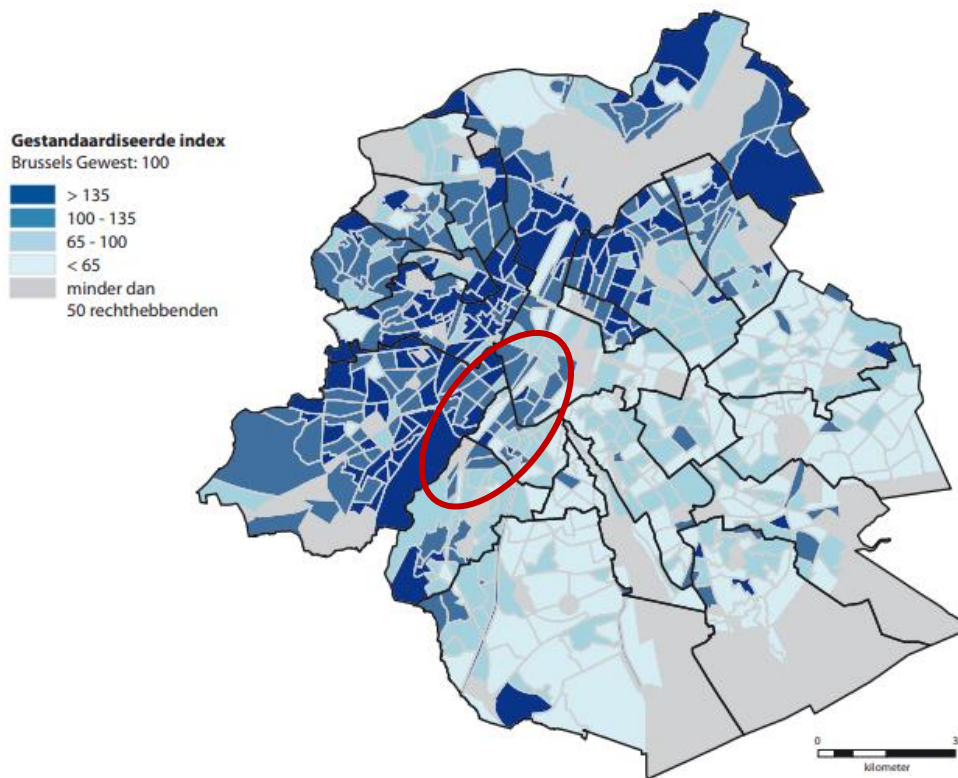 Gestandaardiseerde index
Brussels Gewest: 100
> 135
100 - 135
65 - 100
< 65
minder dan
50 rechthebbenden
0 3
kilometer